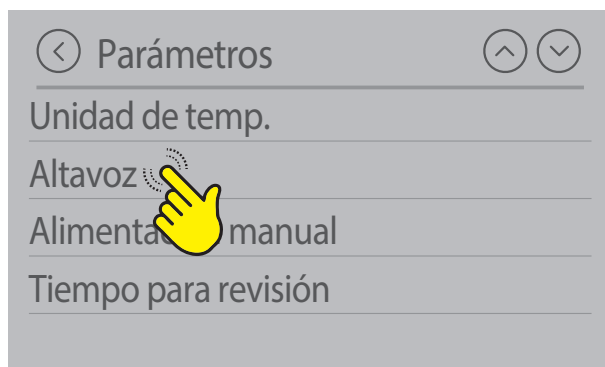 Parámetros
Unidad de temp.
Altavoz
manual
Tiempo para revisión